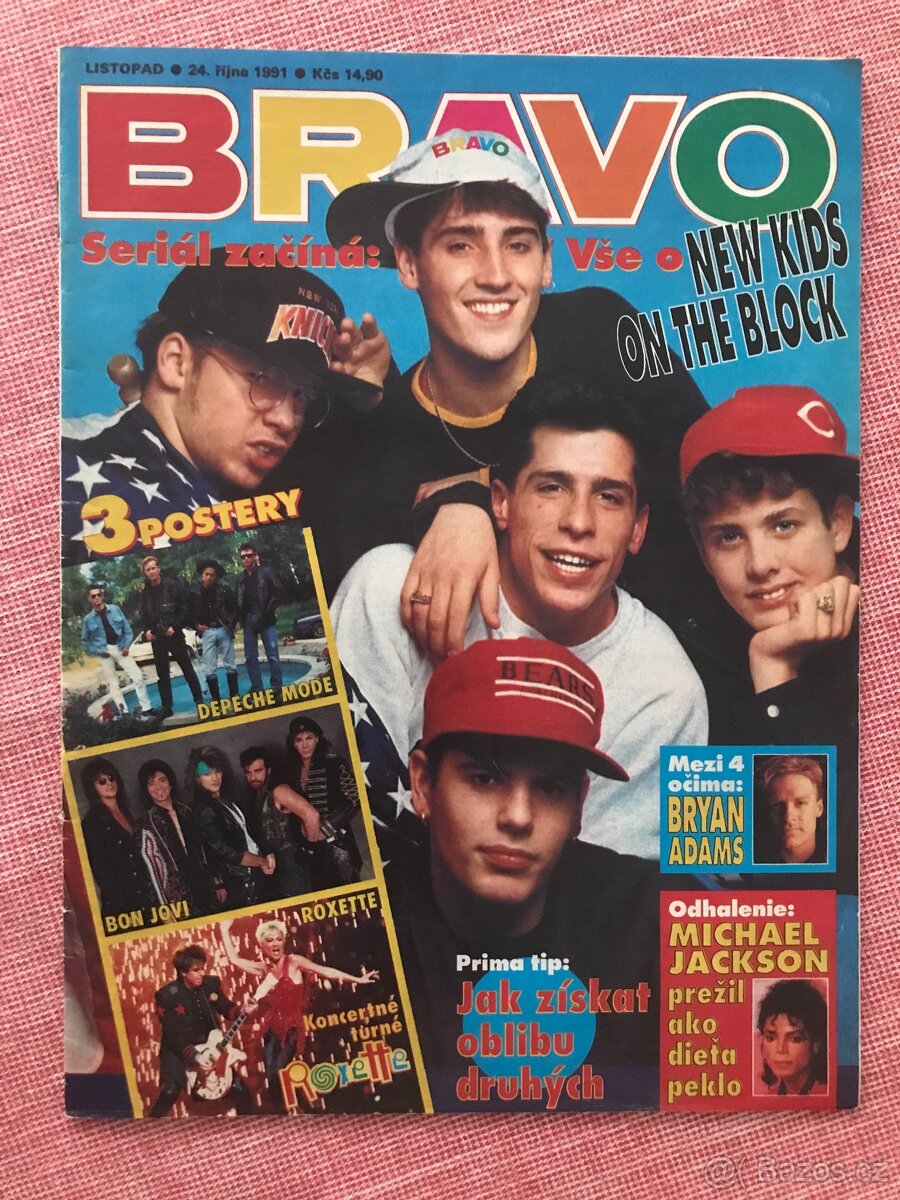 LISTOPAD ● 24. října 1991 ● Kčs 14,90
BRAVO
BRAVO
Seriál začíná:
Vše o NEW KIDS
ON THE BLOCK
NEW
KNI
C
3 POSTERY
DEPECHE MODE
BEARS
Mezi 4
očima:
BRYAN
ADAMS
BON JOVI
ROXETTE
Koncertné
turné
Roxette
Prima tip:
Jak získat
oblibu
druhých
Odhalenie:
MICHAEL
JACKSON
prežil
ako
dieťa
peklo
Bazos.cz